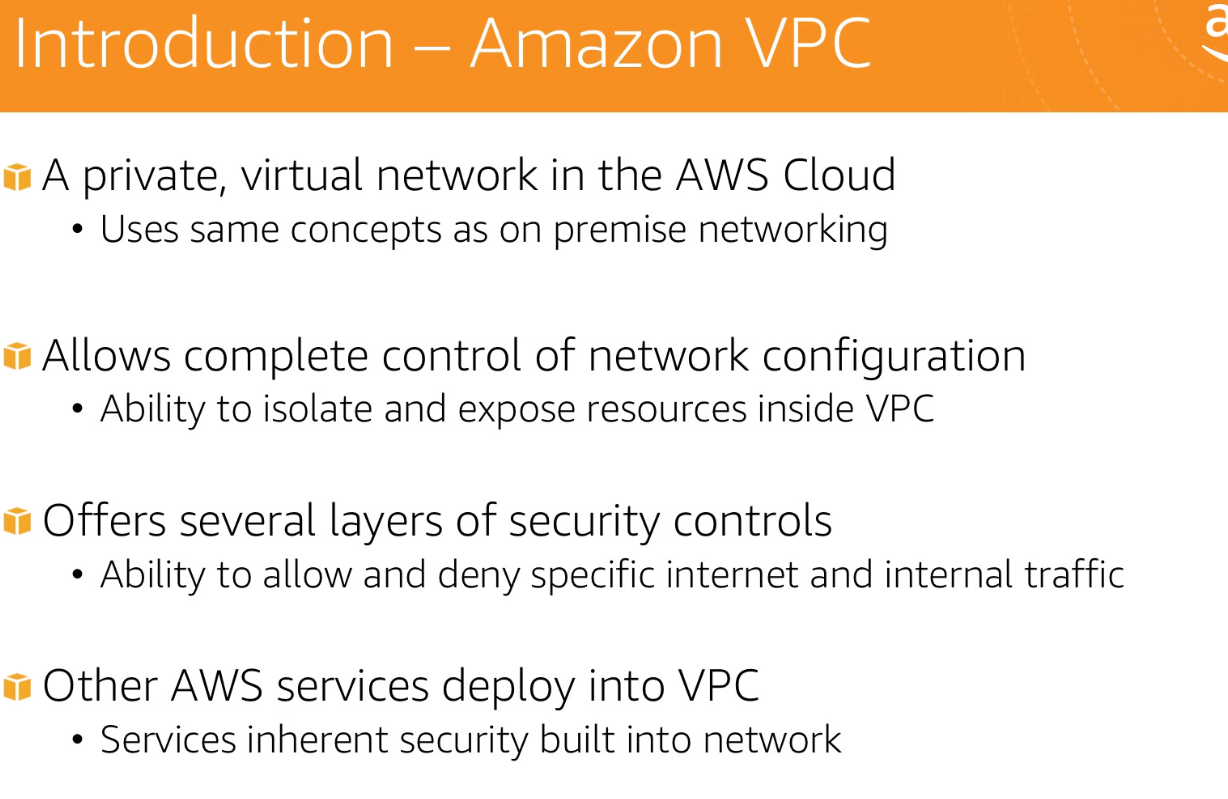 Introduction – Amazon VPC
A private, virtual network in the AWS Cloud
• Uses same concepts as on premise networking
Allows complete control of network configuration
• Ability to isolate and expose resources inside VPC
Offers several layers of security controls
• Ability to allow and deny specific internet and internal traffic
Other AWS services deploy into VPC
• Services inherent security built into network